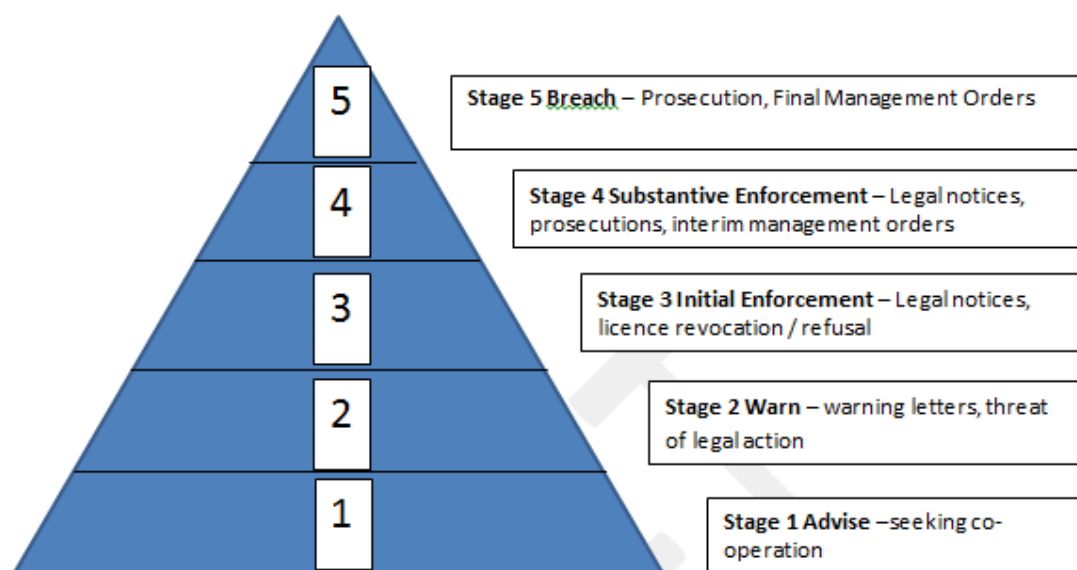 5
Stage 5 Breach – Prosecution, Final Management Orders
4
Stage 4 Substantive Enforcement – Legal notices,
prosecutions, interim management orders
3
Stage 3 Initial Enforcement – Legal notices,
licence revocation / refusal
2
Stage 2 Warn – warning letters, threat
of legal action
1
Stage 1 Advise –seeking co-
operation